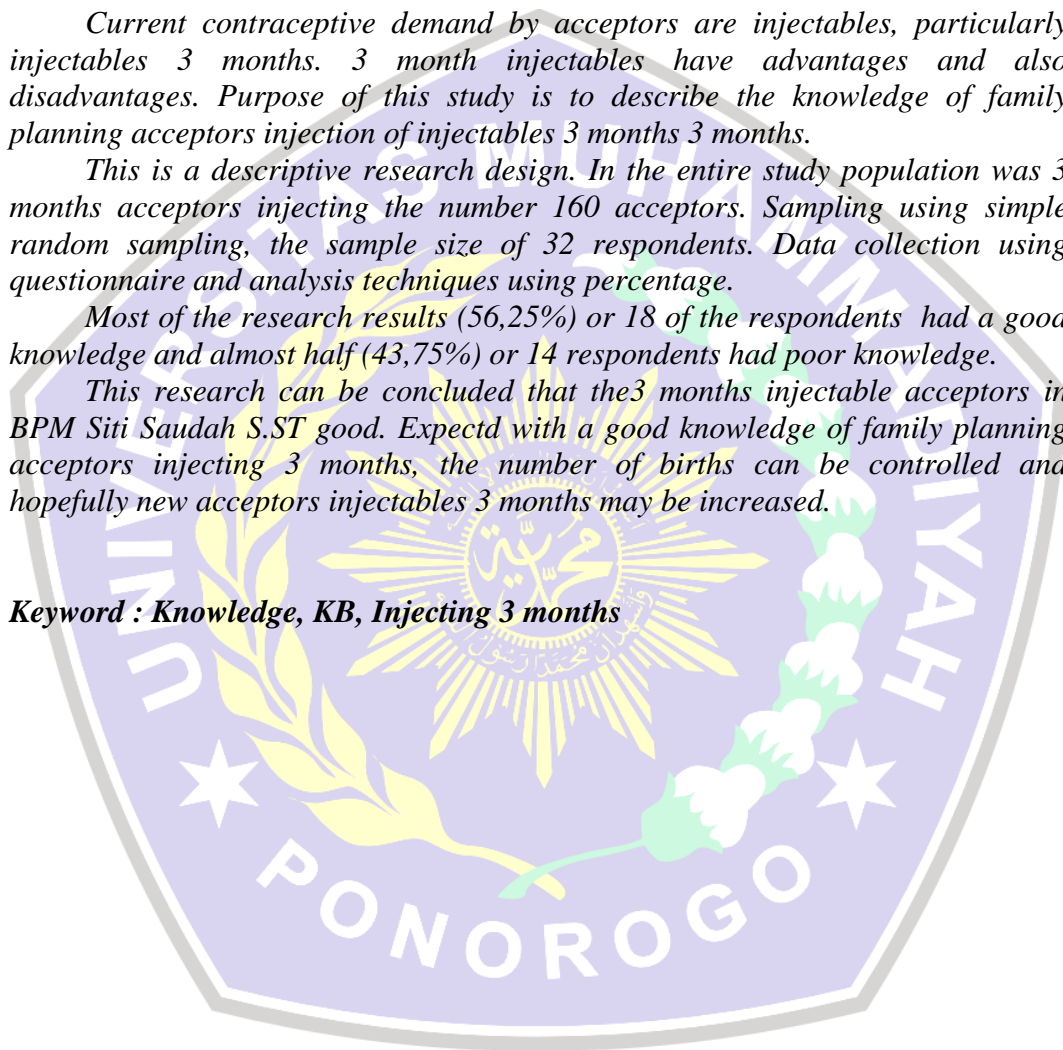 Current contraceptive demand by acceptors are injectables, particularly
injectables 3 months. 3 month injectables have advantages and also
disadvantages. Purpose of this study is to describe the knowledge of family
planning acceptors injection of injectables 3 months 3 months.
This is a descriptive research design. In the entire study population was 3
months acceptors injecting the number 160 acceptors. Sampling using simple
random sampling, the sample size of 32 respondents. Data collection using
questionnaire and analysis techniques using percentage.
Most of the research results (56,25%) or 18 of the respondents had a good
knowledge and almost half (43,75%) or 14 respondents had poor knowledge.
This research can be concluded that the3 months injectable acceptors in
BPM Siti Saudah S.ST good. Expectd with a good knowledge of family planning
acceptors injecting 3 months, the number of births can be controlled and
hopefully new acceptors injectables 3 months may be increased.
Keyword : Knowledge, KB, Injecting 3 months
UNIVERSITAS MUHAMMADIYAH
PONOROGO
محمدية